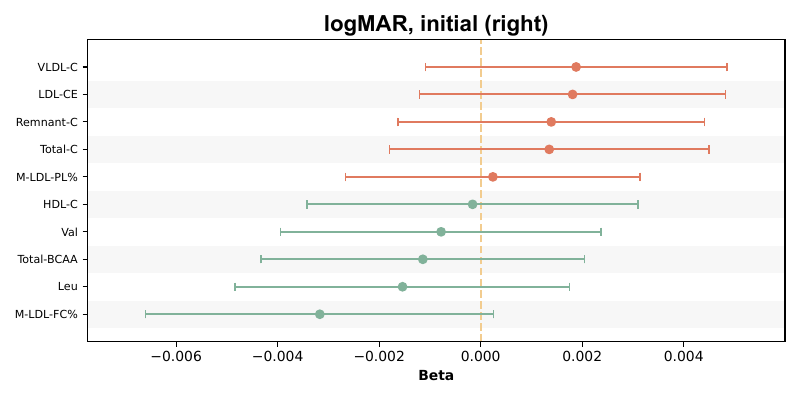 logMAR, initial (right)
VLDL-C
LDL-CE
Remnant-C
Total-C
M-LDL-PL%
HDL-C
Val
Total-BCAA
Leu
M-LDL-FC%
−0.006 −0.004 −0.002 0.000 0.002 0.004
Beta